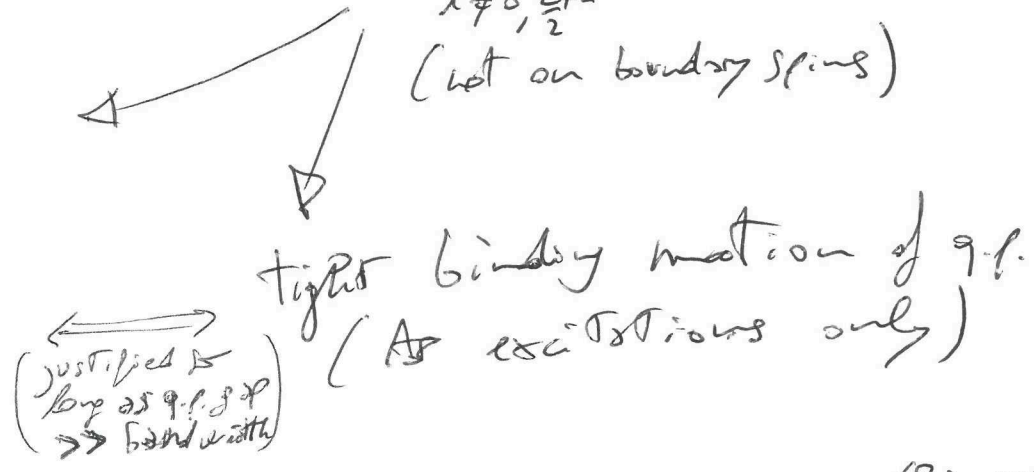 (not on boundary spins)
tight binding motion of q.p.
(As excitations only)
(justified as
long as q.p. gap
>> bandwidth)